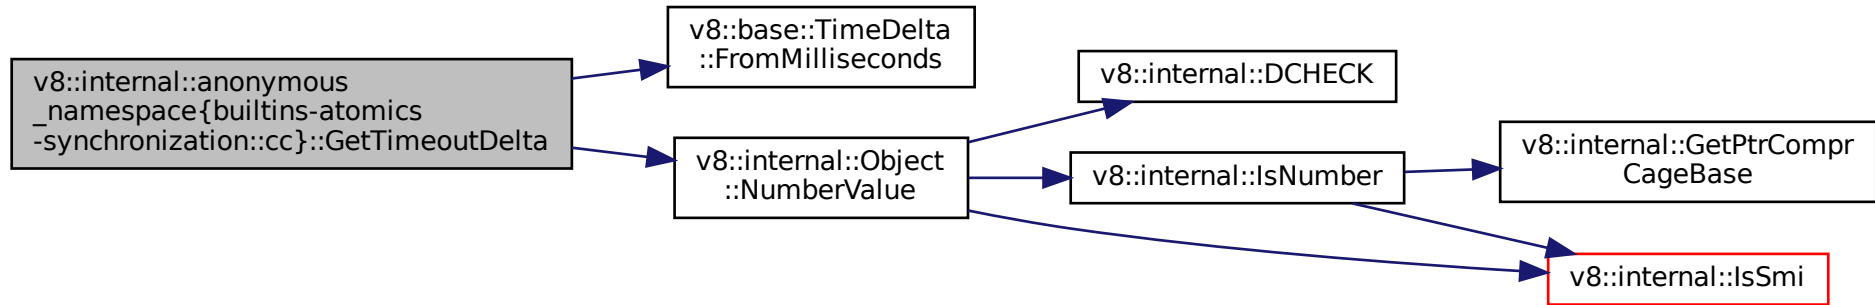 v8::internal::anonymous
_namespace{builtins-atomics
-synchronization::cc}::GetTimeoutDelta
v8::base::TimeDelta
::FromMilliseconds
v8::internal::Object
::NumberValue
v8::internal::DCHECK
v8::internal::IsNumber
v8::internal::GetPtrCompr
CageBase
v8::internal::IsSmi